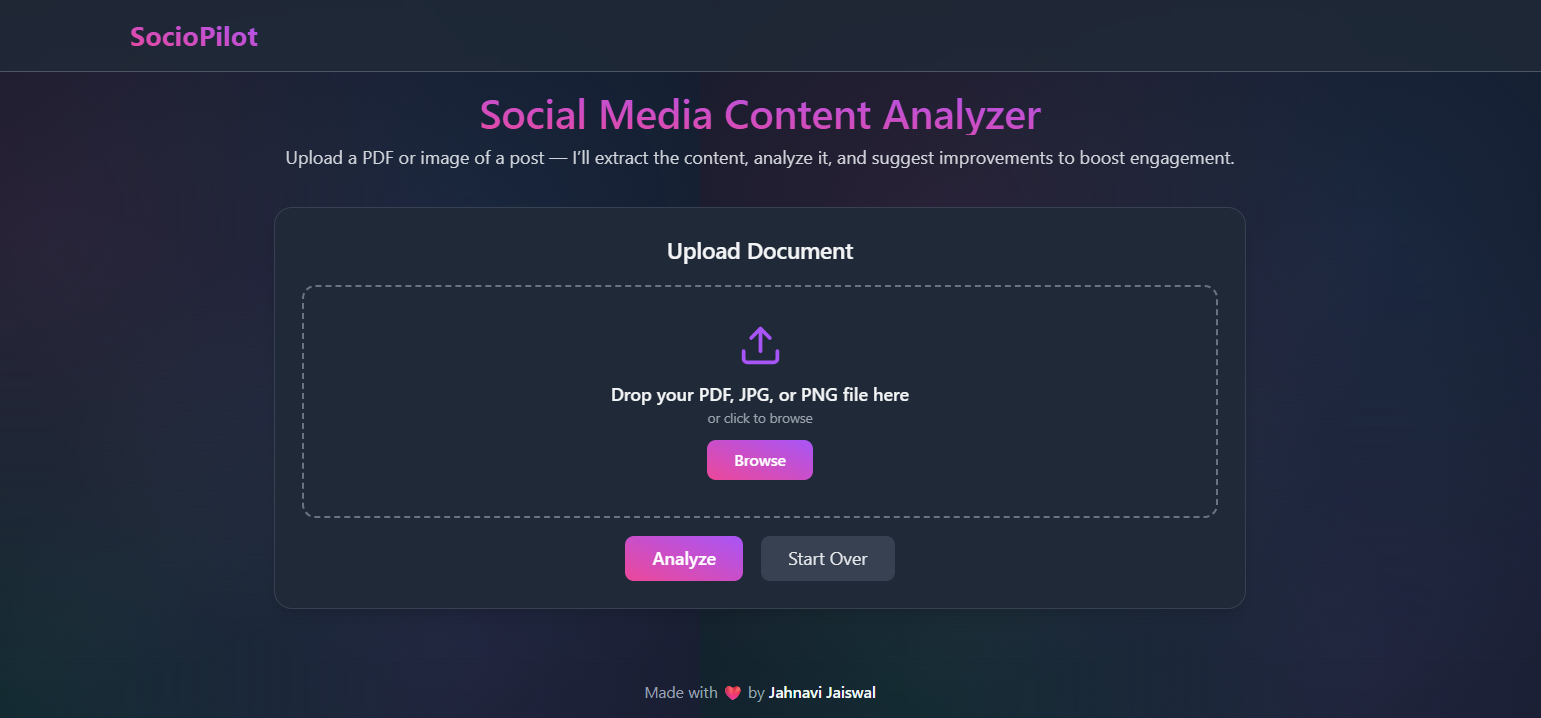 SocioPilot
Social Media Content Analyzer
Upload a PDF or image of a post — I’ll extract the content, analyze it, and suggest improvements to boost engagement.
Upload Document
Drop your PDF, JPG, or PNG file here
or click to browse
Browse
Analyze
Start Over
Made with ❤️ by Jahnavi Jaiswal